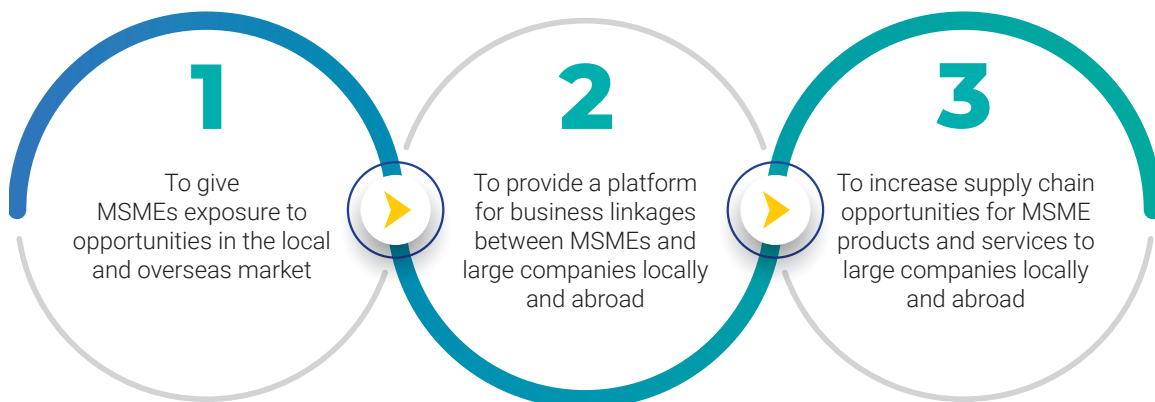 1
To give
MSMEs exposure to
opportunities in the local
and overseas market
2
To provide a platform
for business linkages
between MSMEs and
large companies locally
and abroad
3
To increase supply chain
opportunities for MSME
products and services to
large companies locally
and abroad